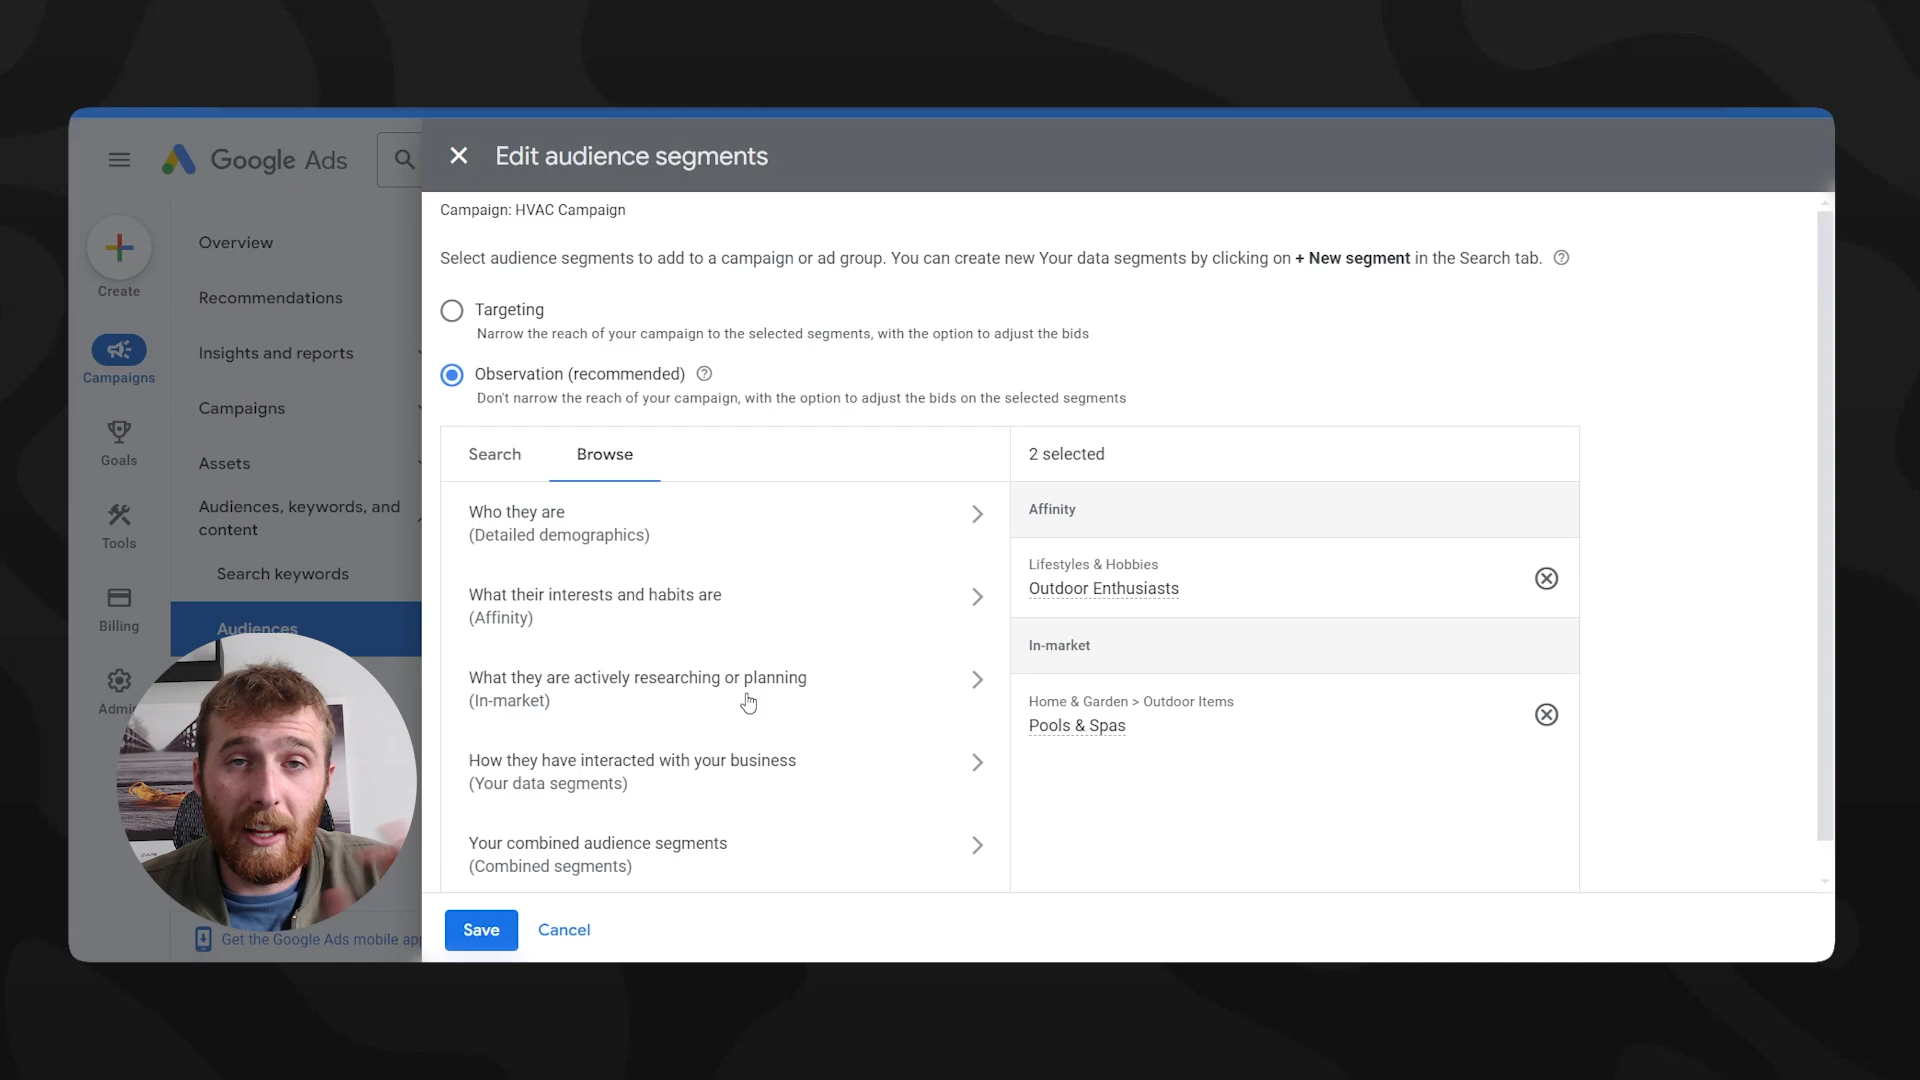 Google Ads
Edit audience segments
Create
Campaigns
Goals
Tools
Billing
Overview
Recommendations
Insights and reports
Campaigns
Assets
Audiences, keywords, and
content
Search keywords
Audiences
Get the Google Ads mobile app
Campaign: HVAC Campaign
Select audience segments to add to a campaign or ad group. You can create new Your data segments by clicking on + New segment in the Search tab.
Targeting
Narrow the reach of your campaign to the selected segments, with the option to adjust the bids
Observation (recommended)
Don't narrow the reach of your campaign, with the option to adjust the bids on the selected segments
Search
Browse
2 selected
Who they are
(Detailed demographics)
What their interests and habits are
(Affinity)
What they are actively researching or planning
(In-market)
How they have interacted with your business
(Your data segments)
Your combined audience segments
(Combined segments)
Affinity
Lifestyles & Hobbies
Outdoor Enthusiasts
In-market
Home & Garden > Outdoor Items
Pools & Spas
Save
Cancel